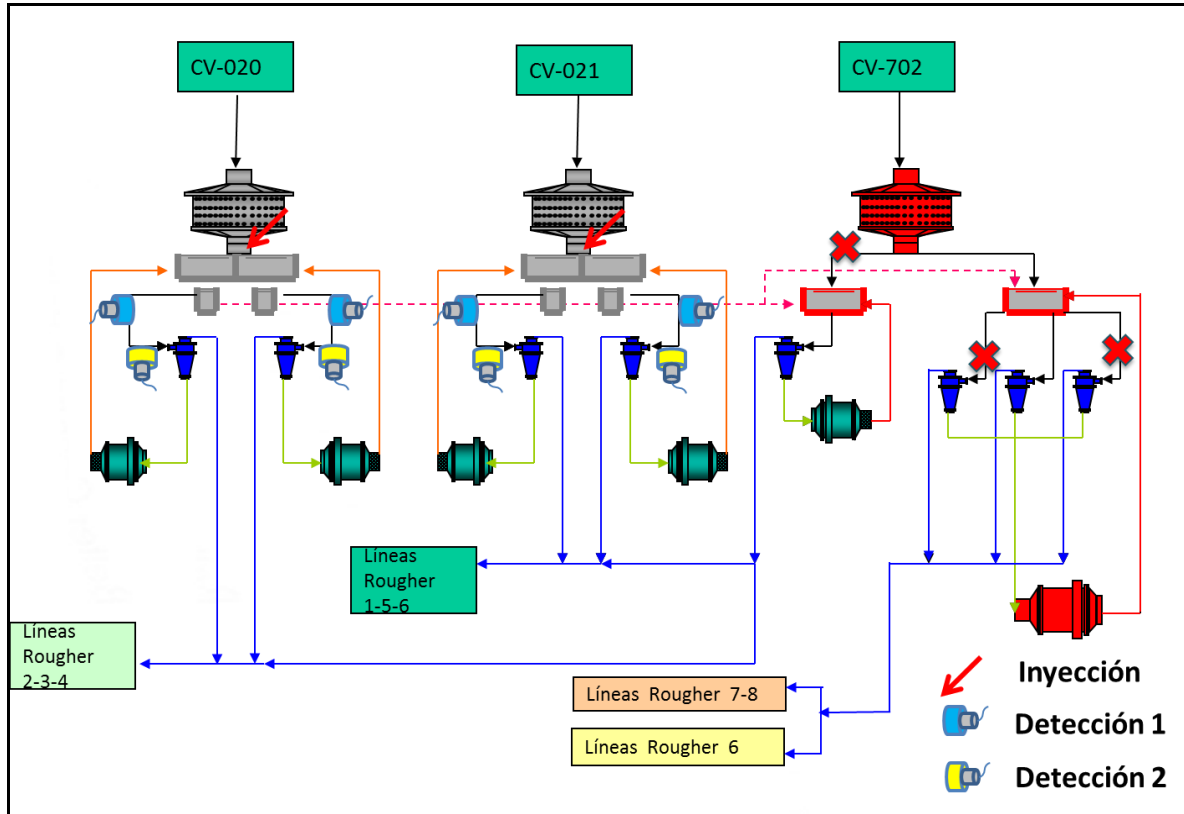 CV-020
CV-021
CV-702
Líneas
Rougher
1-5-6
Líneas
Rougher
2-3-4
Líneas Rougher 7-8
Líneas Rougher 6
Inyección
Detección 1
Detección 2